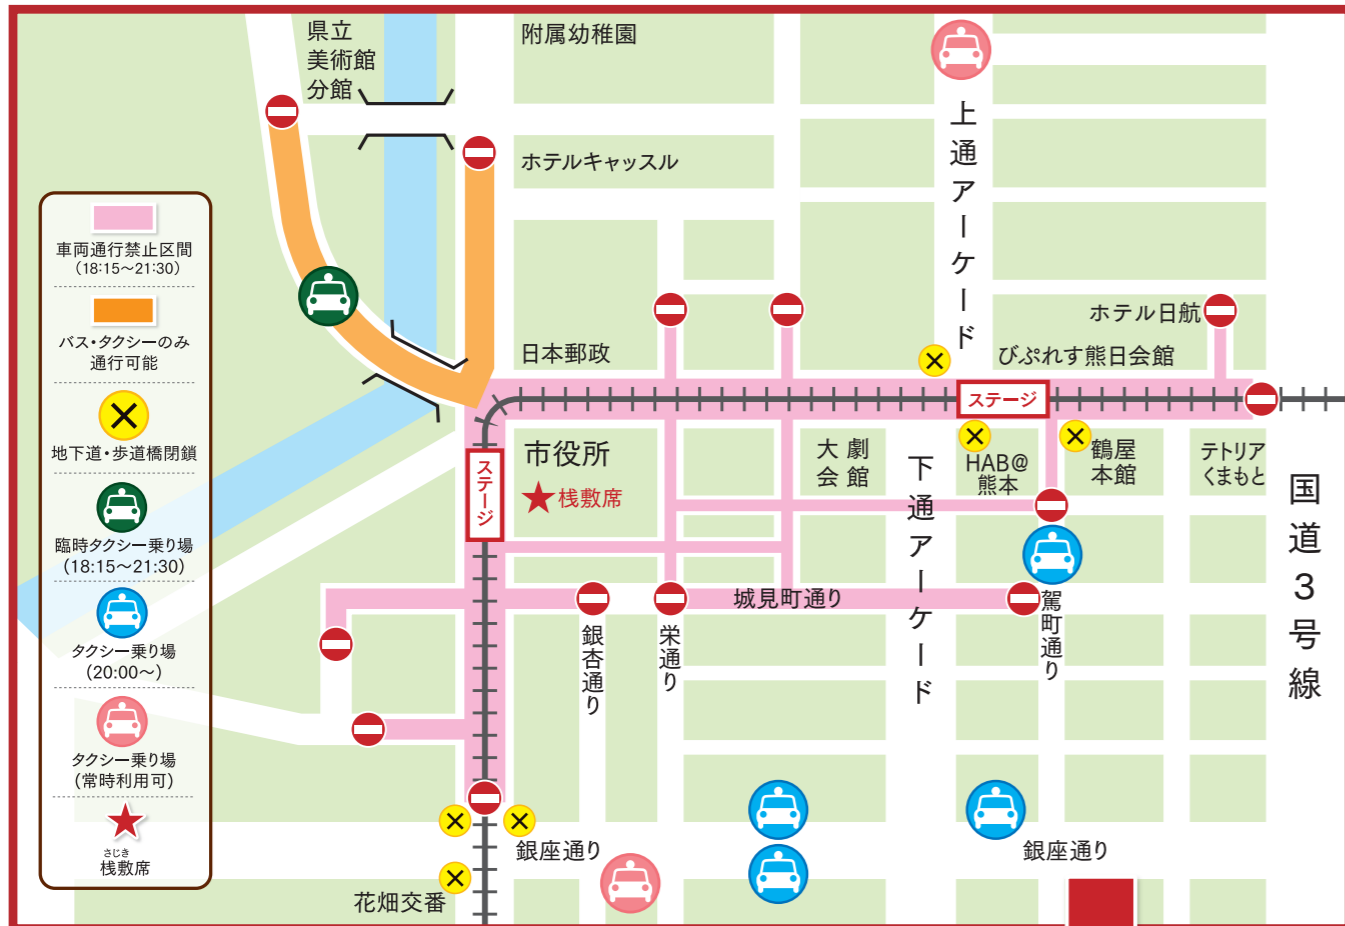 県立
美術館
分館
附属幼稚園
ホテルキャッスル
上通アーケード
ホテル日航
びぷれす熊日会館
日本郵政
ステージ
ステージ
市役所
桟敷席
大劇
会館
下通アーケード
HAB@
熊本
鶴屋
本館
テトリア
くまもと
国道3号線
城見町通り
銀杏通り
栄通り
駕町通り
銀座通り
銀座通り
花畑交番
車両通行禁止区間
(18:15~21:30)
バス・タクシーのみ
通行可能
地下道・歩道橋閉鎖
臨時タクシー乗り場
(18:15~21:30)
タクシー乗り場
(20:00~)
タクシー乗り場
(常時利用可)
さじき
桟敷席